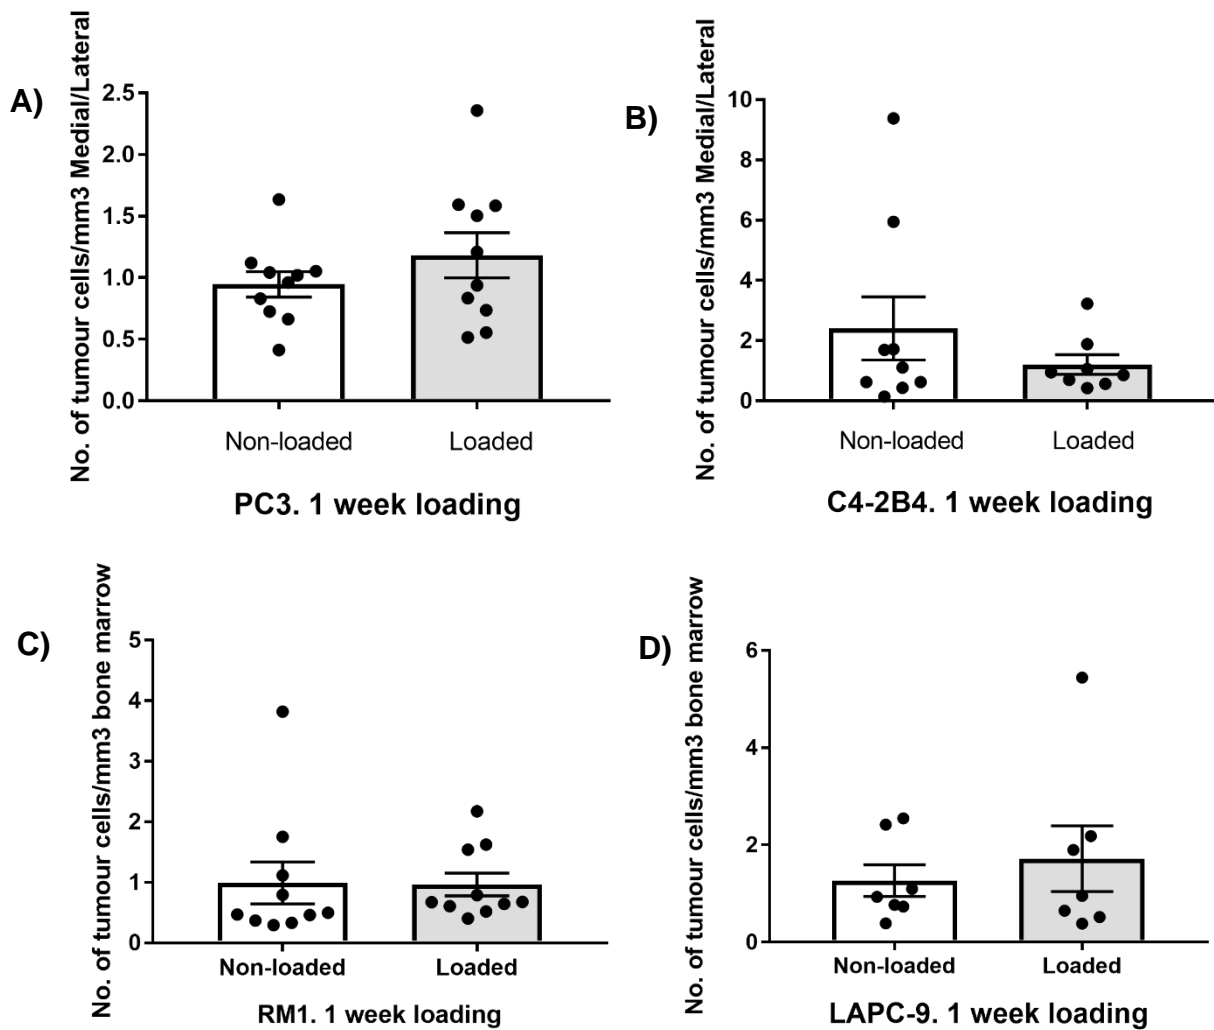 A)
No. of tumour cells/mm3 Medial/Lateral
2.5
2.0
1.5
1.0
0.5
0.0
Non-loaded Loaded
PC3. 1 week loading
B)
No. of tumour cells/mm3 Medial/Lateral
10
8
6
4
2
0
Non-loaded Loaded
C4-2B4. 1 week loading
C)
No. of tumour cells/mm3 bone marrow
5
4
3
2
1
0
Non-loaded Loaded
RM1. 1 week loading
D)
No. of tumour cells/mm3 bone marrow
6
4
2
0
Non-loaded Loaded
LAPC-9. 1 week loading